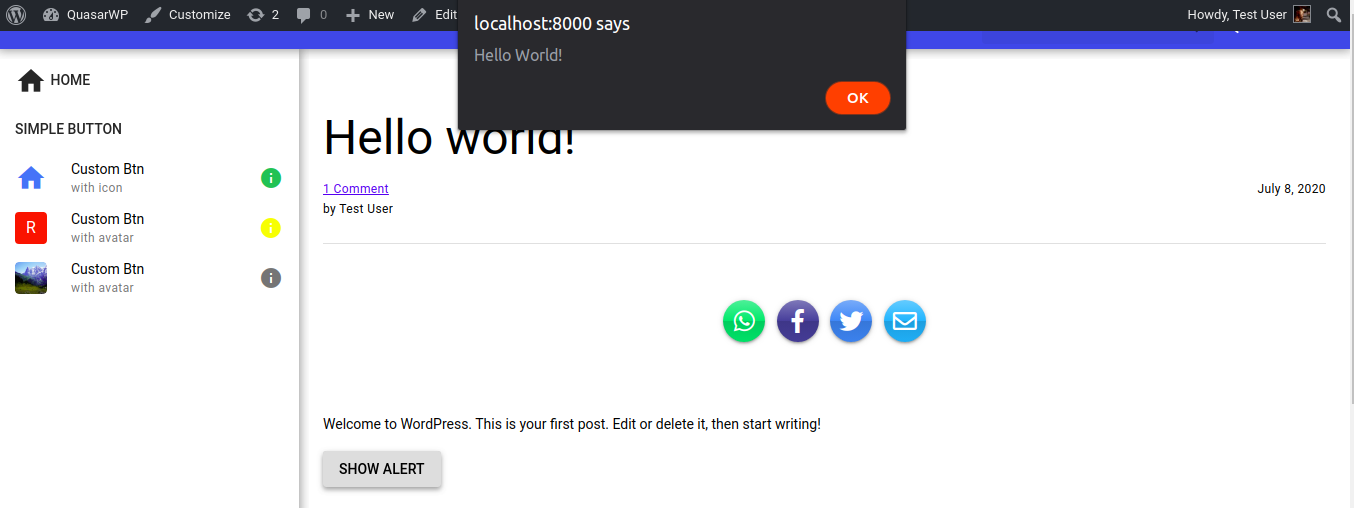 QuasarWP Customize 2 0 New Edit Howdy, Test User
localhost:8000 says
Hello World!
OK
HOME
SIMPLE BUTTON
Custom Btn
with icon
R
Custom Btn
with avatar
Custom Btn
with avatar
Hello world!
1 Comment
July 8, 2020
by Test User
Welcome to WordPress. This is your first post. Edit or delete it, then start writing!
SHOW ALERT